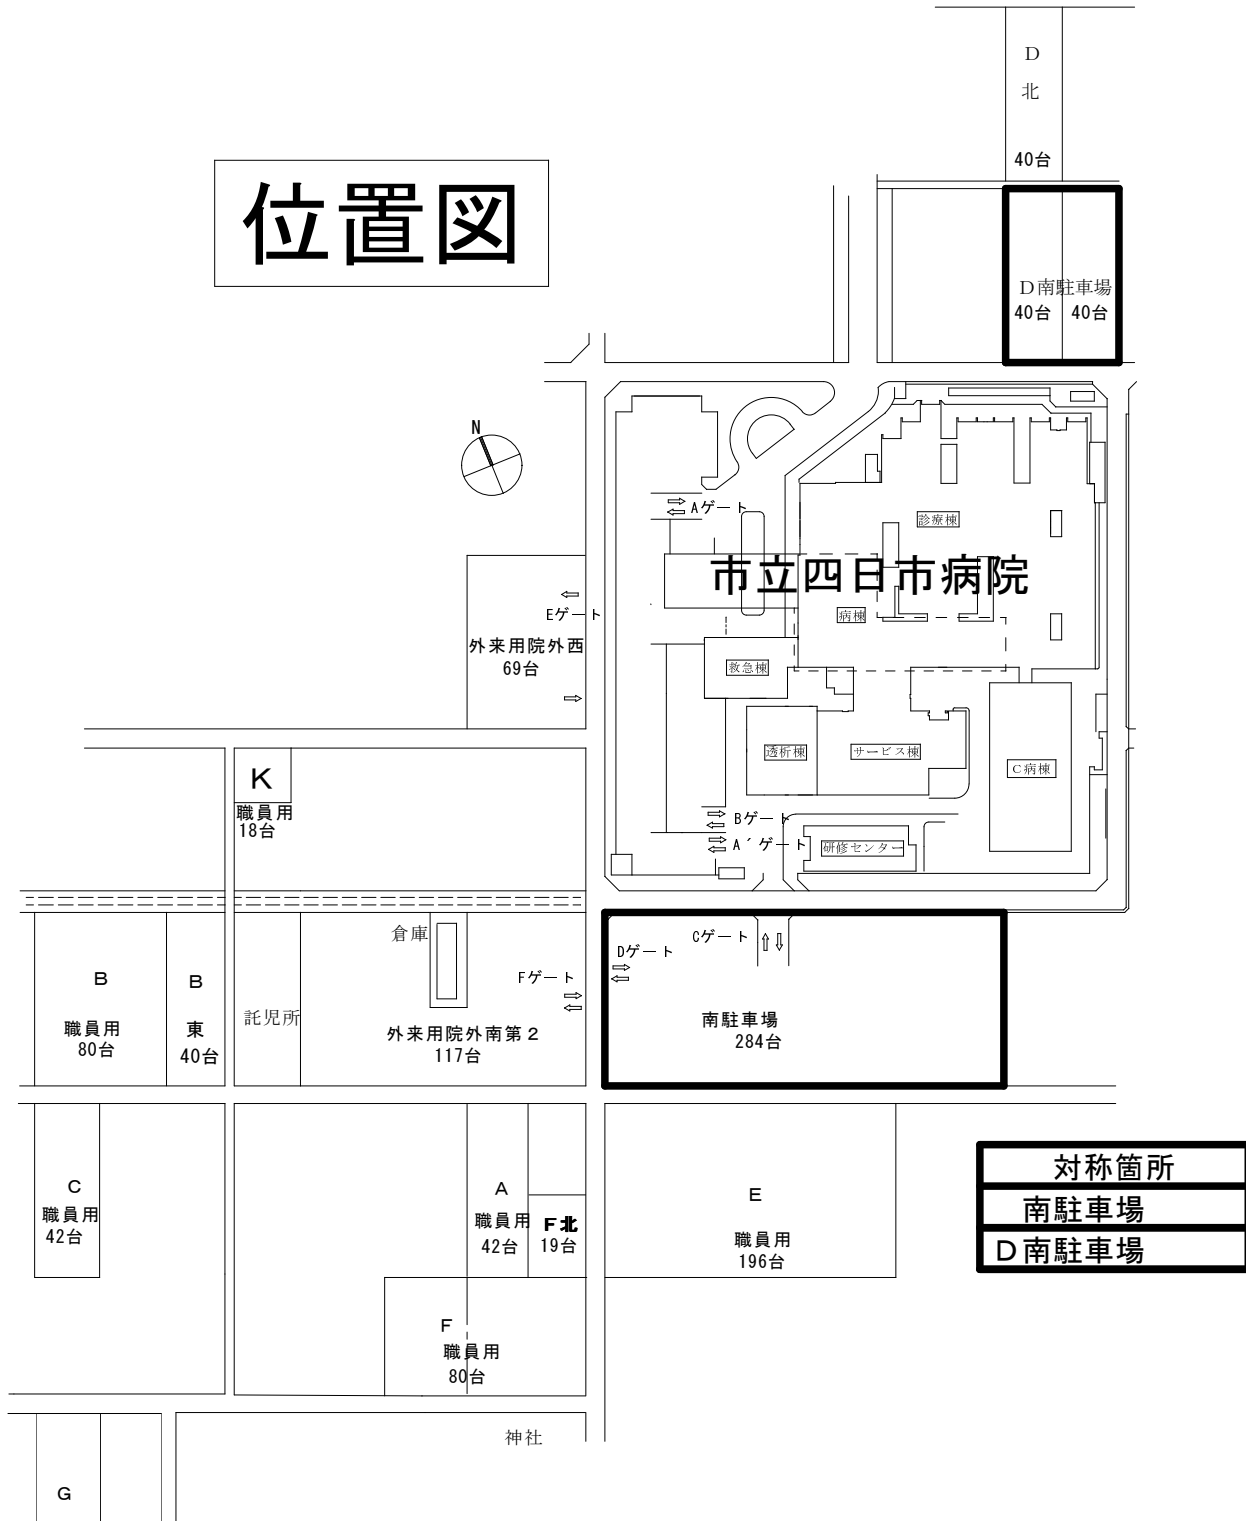 D
北
40台
位置図
D南駐車場
40台 40台
N
Aゲート
診療棟
市立四日市病院
Eゲート
病棟
外来用院外西
69台
救急棟
透析棟
サービス棟
C病棟
K
職員用
18台
Bゲート
A´ゲート
研修センター
倉庫
Cゲート
Dゲート
Fゲート
B
職員用
80台
B
東
40台
託児所
外来用院外南第2
117台
南駐車場
284台
C
職員用
42台
A
職員用
42台
F北
19台
E
職員用
196台
対称箇所
南駐車場
D南駐車場
F
職員用
80台
神社
G